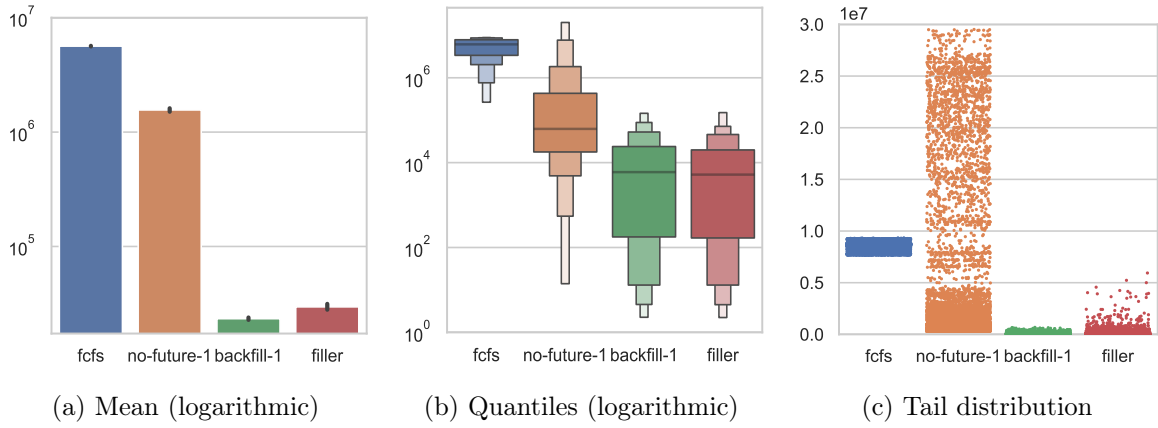 10^7
10^6
10^5
fcfs no-future-1 backfill-1 filler
(a) Mean (logarithmic)
10^6
10^4
10^2
10^0
fcfs no-future-1 backfill-1 filler
(b) Quantiles (logarithmic)
1e7
3.0
2.5
2.0
1.5
1.0
0.5
0.0
fcfs no-future-1 backfill-1 filler
(c) Tail distribution